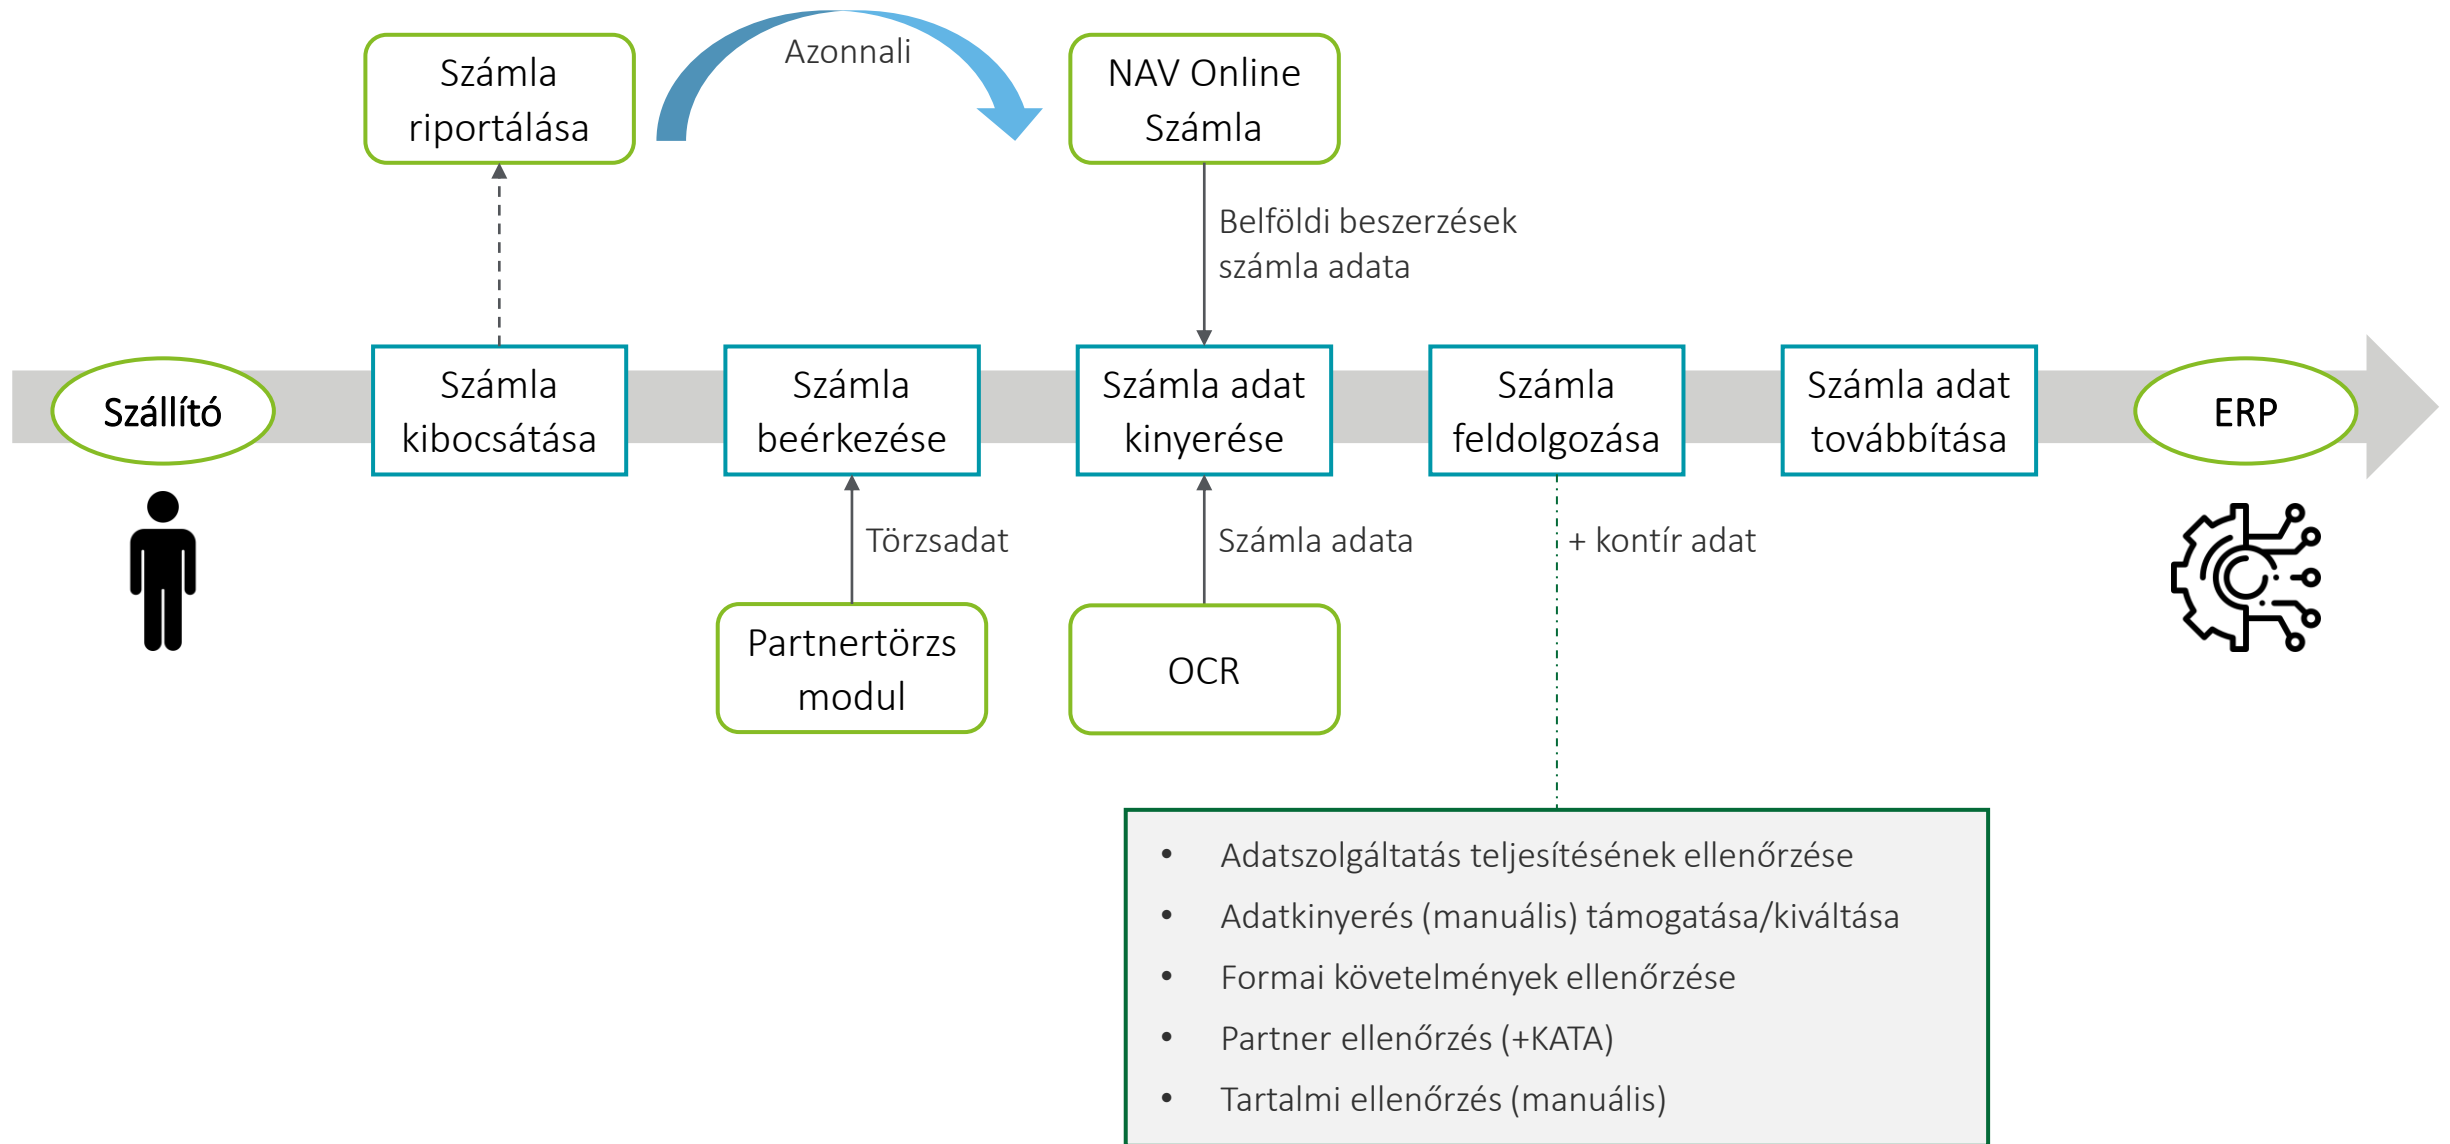 Számla
riportálása
Azonnali
NAV Online
Számla
Belföldi beszerzések
számla adata
Szállító
Számla
kibocsátása
Számla
beérkezése
Számla adat
kinyerése
Számla
feldolgozása
Számla adat
továbbítása
ERP
Törzsadat
Számla adata
+ kontír adat
Partnertörzs
modul
OCR
• Adatszolgáltatás teljesítésének ellenőrzése
• Adatkinyerés (manuális) támogatása/kiváltása
• Formai követelmények ellenőrzése
• Partner ellenőrzés (+KATA)
• Tartalmi ellenőrzés (manuális)